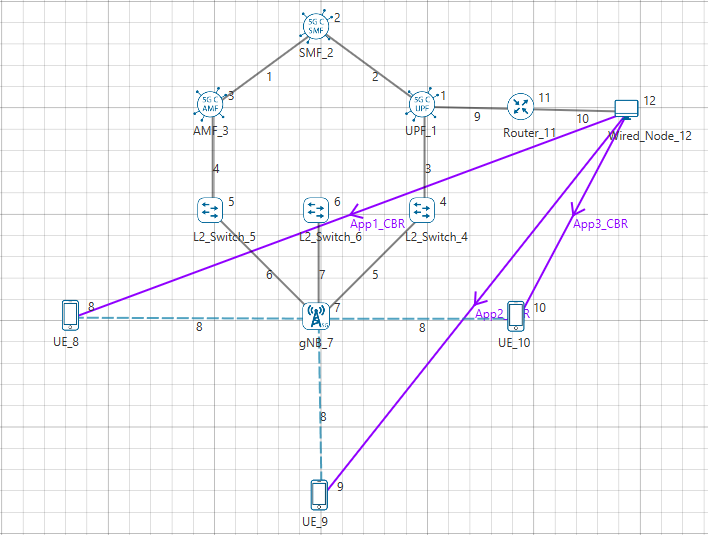 2
5G C
SMF
SMF_2
1
2
3
5G C
AMF
AMF_3
1
5G C
UPF
UPF_1
9
11
Router_11
10
12
Wired_Node_12
4
3
5
L2_Switch_5
6
L2_Switch_6
4
L2_Switch_4
App1_CBR
App3_CBR
6
7
5
8
UE_8
8
7
5G
gNB_7
8
App2
R
10
UE_10
8
9
UE_9